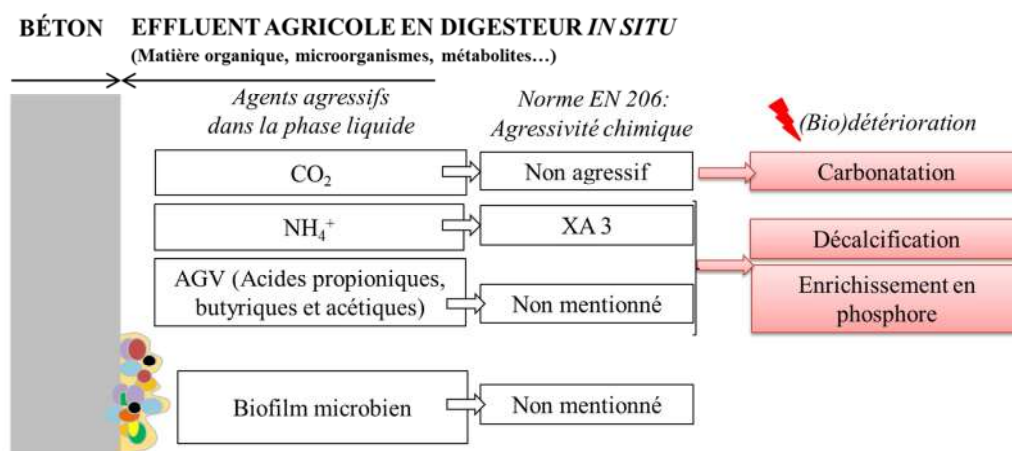 BÉTON
EFFLUENT AGRICOLE EN DIGESTEUR IN SITU
(Matière organique, microorganismes, métabolites…)
Agents agressifs
dans la phase liquide
Norme EN 206:
Agressivité chimique
(Bio)détérioration
CO₂
Non agressif
Carbonatation
NH₄⁺
XA 3
Décalcification
AGV (Acides propioniques,
butyriques et acétiques)
Non mentionné
Enrichissement en
phosphore
Biofilm microbien
Non mentionné